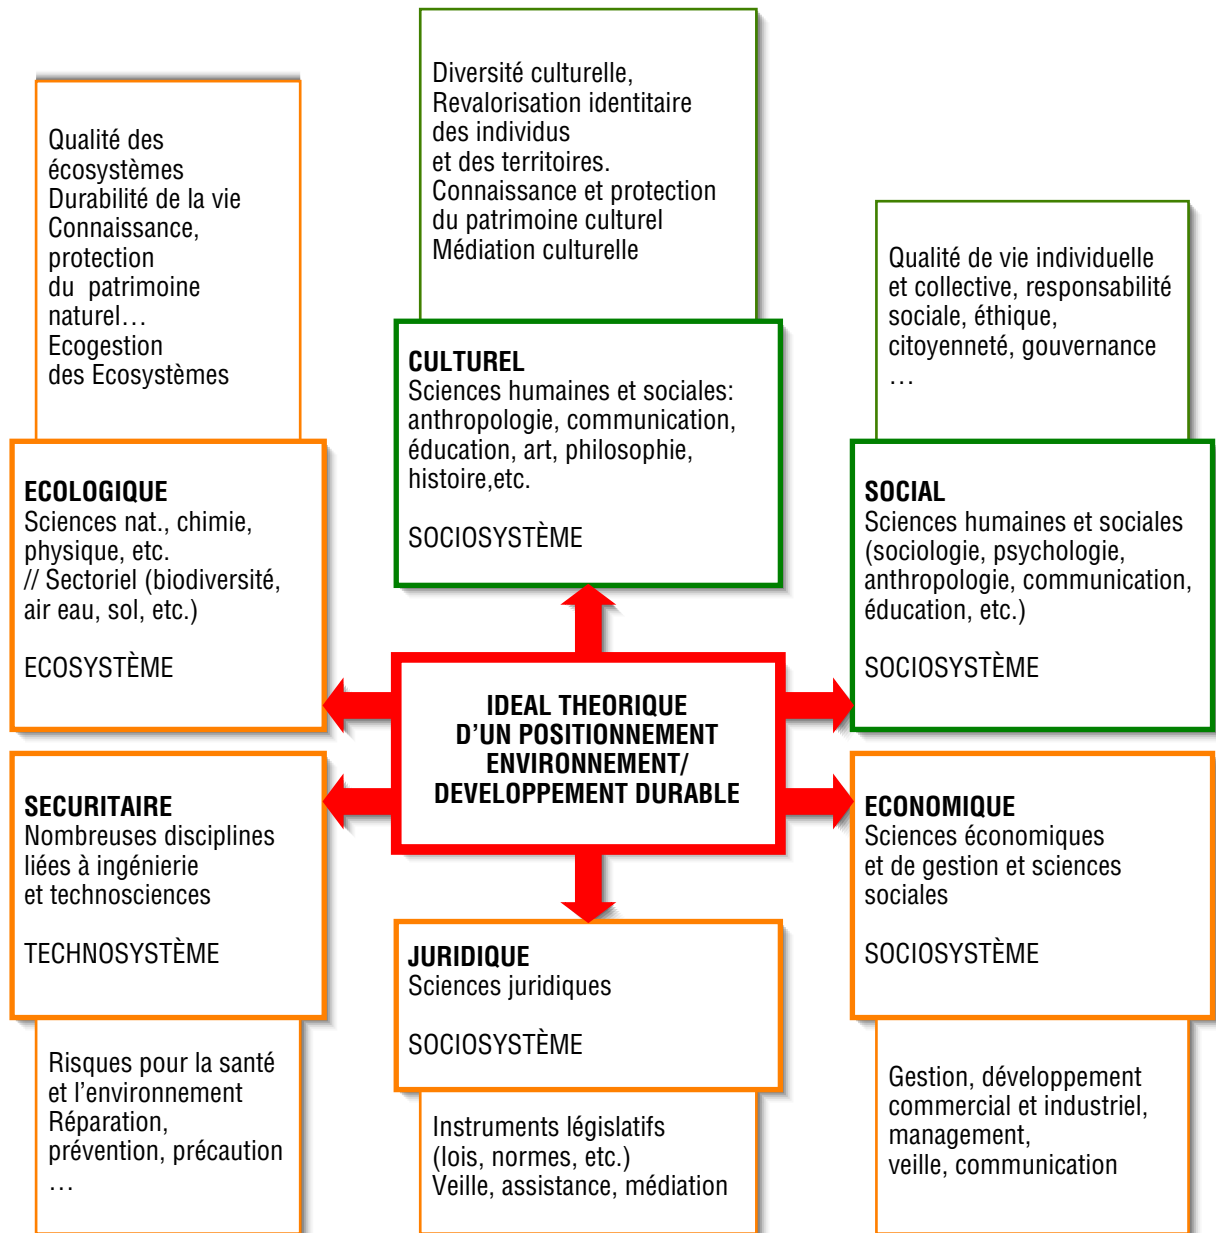 Qualité des
écosystèmes
Durabilité de la vie
Connaissance,
protection
du  patrimoine
naturel…
Ecogestion
des Ecosystèmes
ECOLOGIQUE
Sciences nat., chimie,
physique, etc.
// Sectoriel (biodiversité,
air eau, sol, etc.)
ECOSYSTÈME
Diversité culturelle,
Revalorisation identitaire
des individus
et des territoires.
Connaissance et protection
du patrimoine culturel
Médiation culturelle
CULTUREL
Sciences humaines et sociales:
anthropologie, communication,
éducation, art, philosophie,
histoire,etc.
SOCIOSYSTÈME
Qualité de vie individuelle
et collective, responsabilité
sociale, éthique,
citoyenneté, gouvernance
…
SOCIAL
Sciences humaines et sociales
(sociologie, psychologie,
anthropologie, communication,
éducation, etc.)
SOCIOSYSTÈME
IDEAL THEORIQUE
D’UN POSITIONNEMENT
ENVIRONNEMENT/
DEVELOPPEMENT DURABLE
SECURITAIRE
Nombreuses disciplines
liées à ingénierie
et technosciences
TECHNOSYSTÈME
Risques pour la santé
et l’environnement
Réparation,
prévention, précaution
…
JURIDIQUE
Sciences juridiques
SOCIOSYSTÈME
Instruments législatifs
(lois, normes, etc.)
Veille, assistance, médiation
ECONOMIQUE
Sciences économiques
et de gestion et sciences
sociales
SOCIOSYSTÈME
Gestion, développement
commercial et industriel,
management,
veille, communication